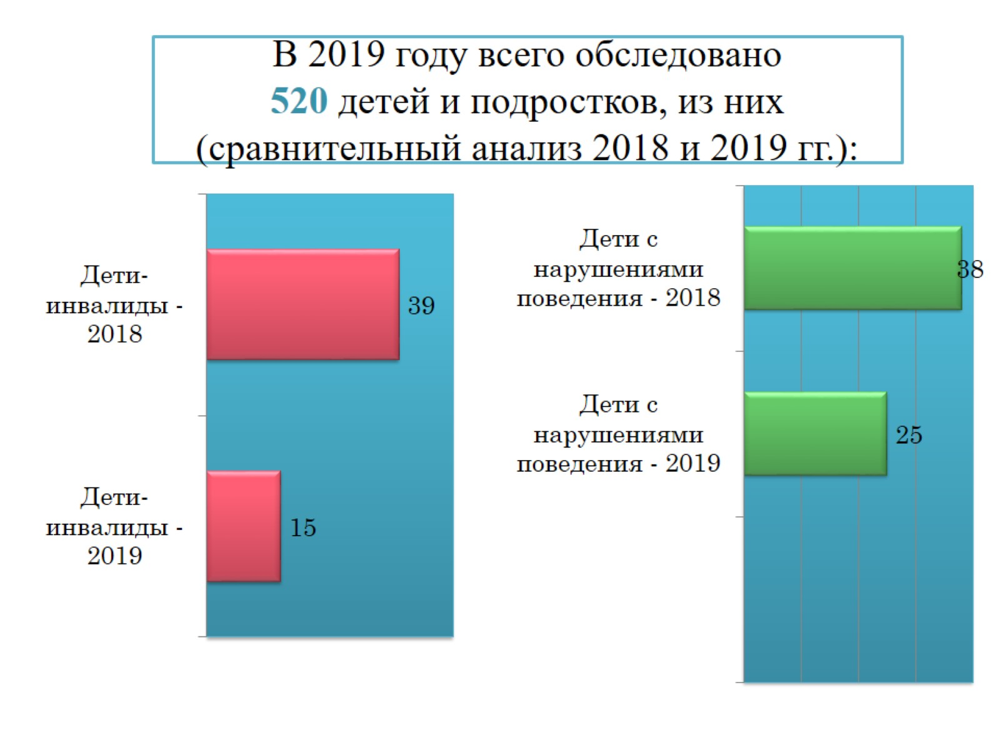 В 2019 году всего обследовано
520 детей и подростков, из них
(сравнительный анализ 2018 и 2019 гг.):
Дети-
инвалиды -
2018
39
Дети-
инвалиды -
2019
15
Дети с
нарушениями
поведения - 2018
38
Дети с
нарушениями
поведения - 2019
25